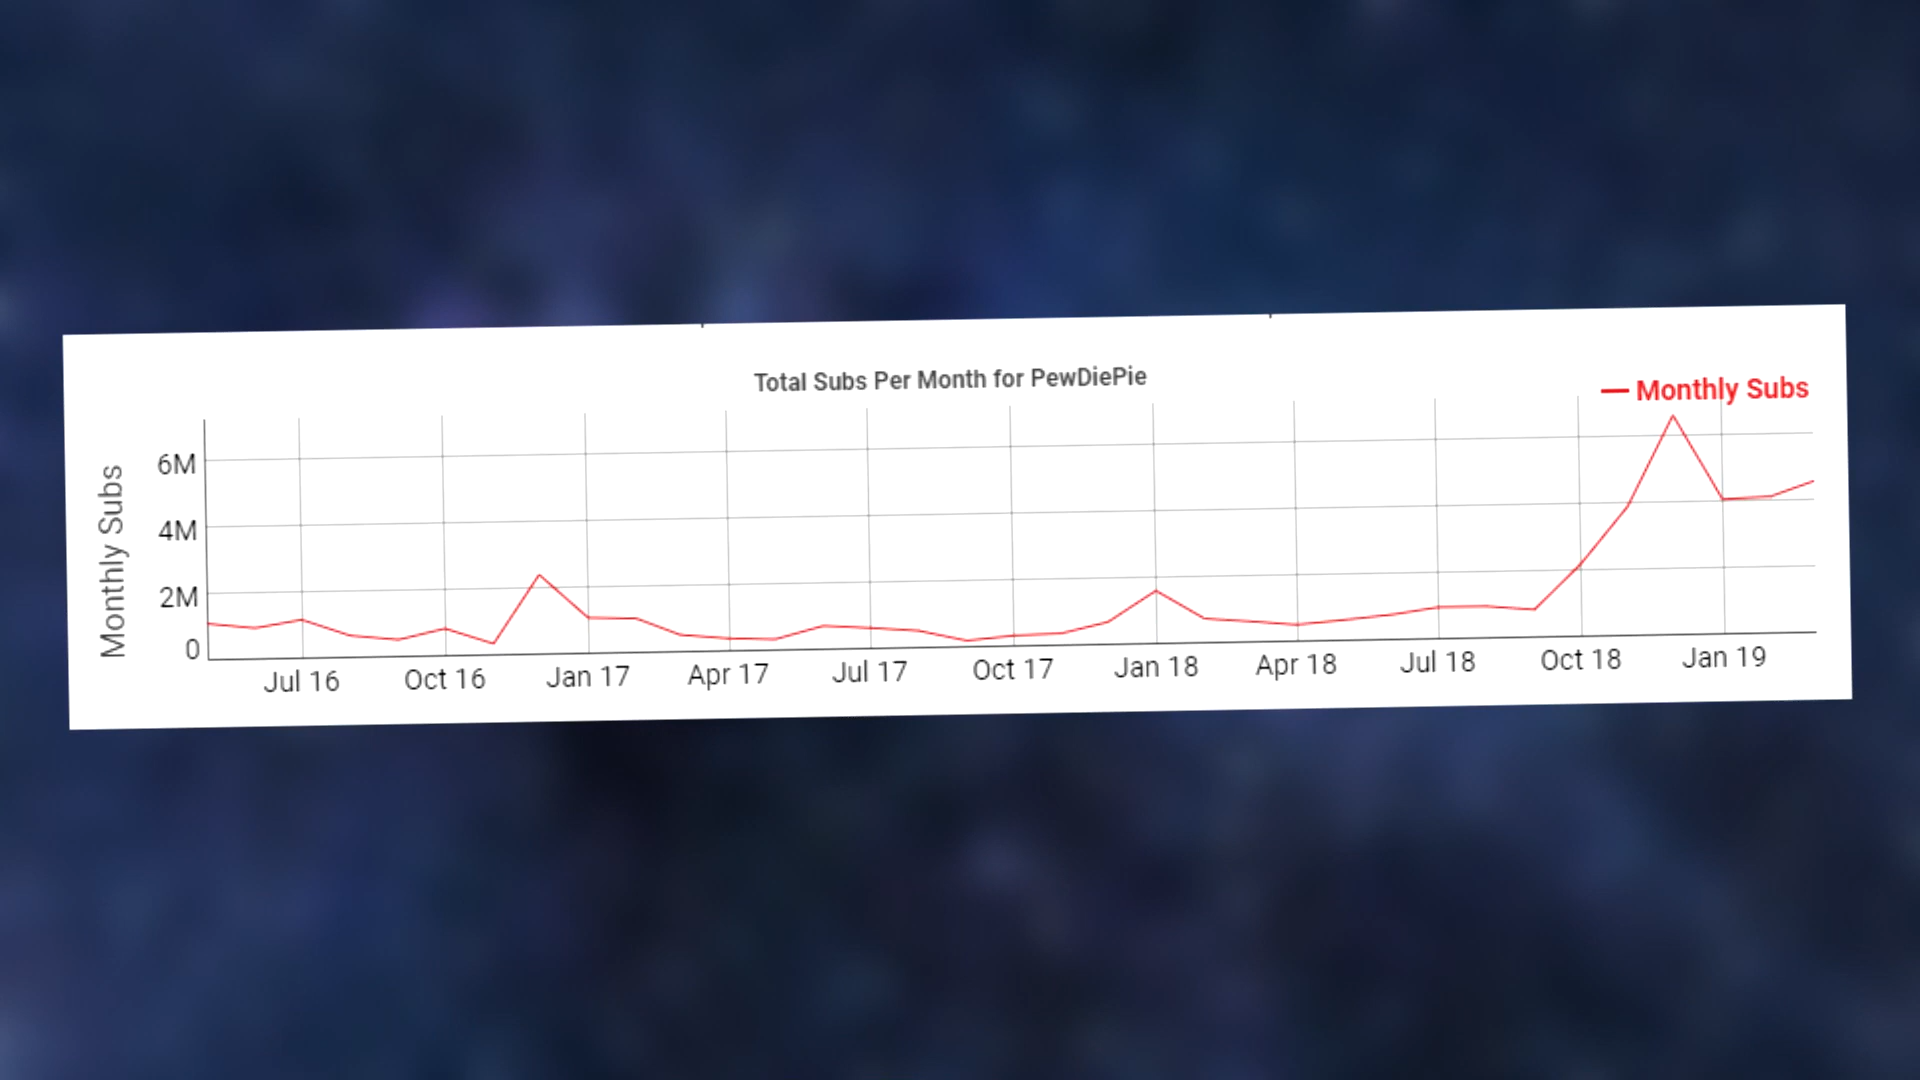 Total Subs Per Month for PewDiePie
Monthly Subs
Monthly Subs
6M
4M
2M
0
Jul 16
Oct 16
Jan 17
Apr 17
Jul 17
Oct 17
Jan 18
Apr 18
Jul 18
Oct 18
Jan 19